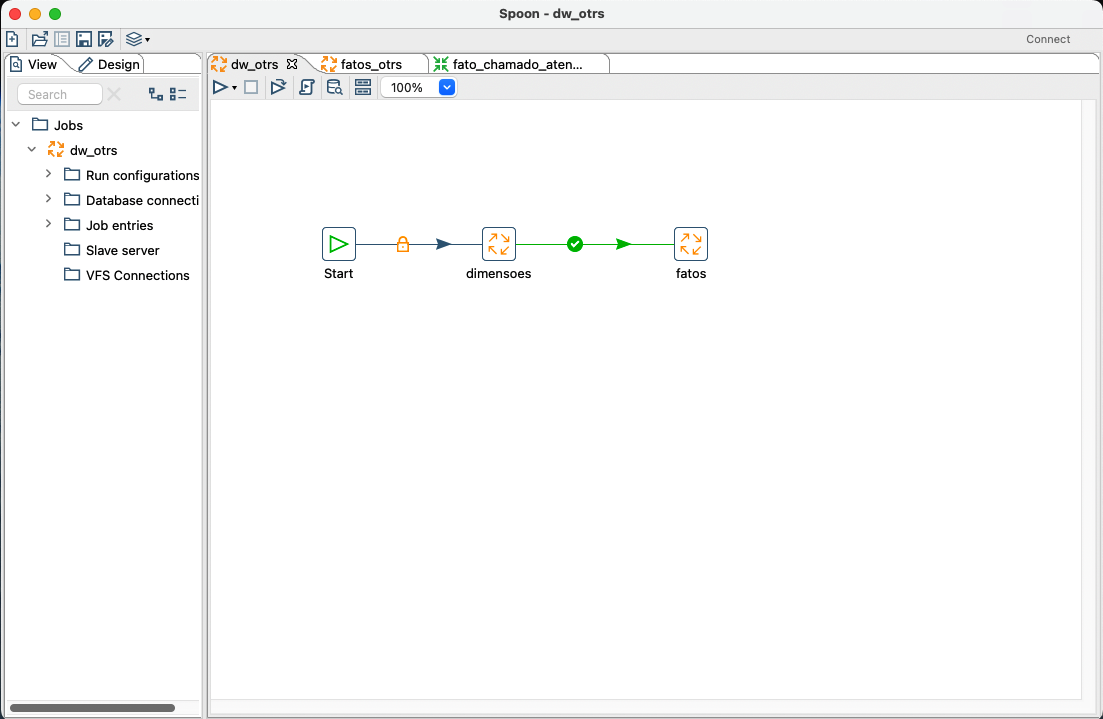 Spoon - dw_otrs
Connect
View
Design
dw_otrs
fatos_otrs
fato_chamado_aten...
Search
100%
Jobs
dw_otrs
Run configurations
Database connecti
Job entries
Slave server
VFS Connections
Start
dimensoes
fatos